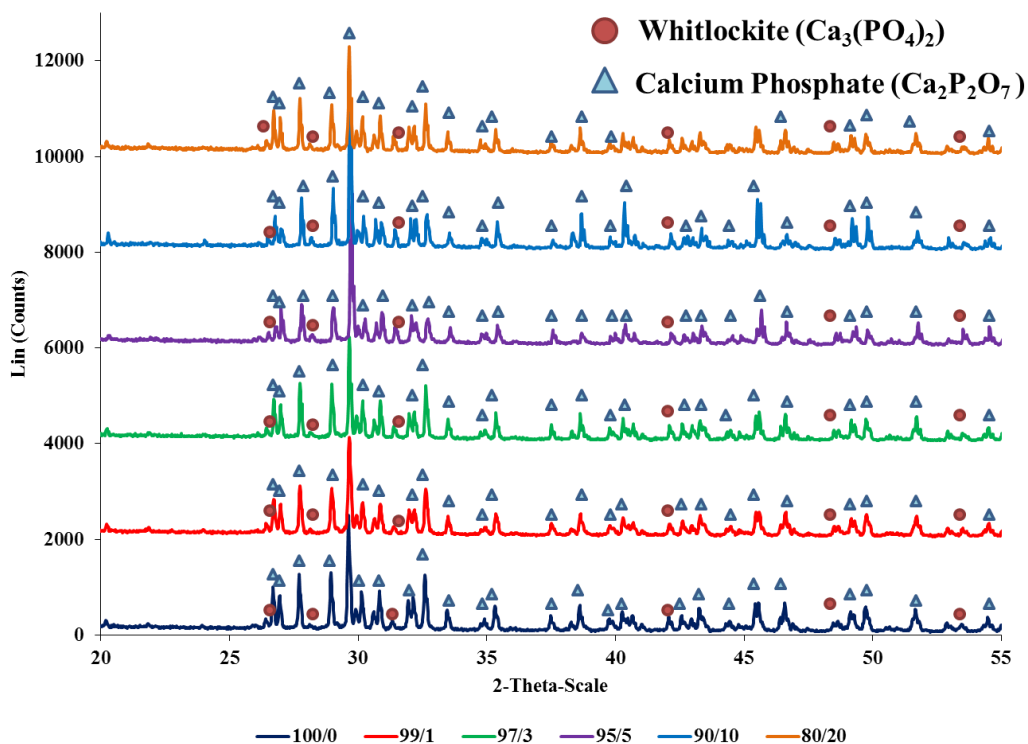 Whitlockite (Ca3(PO4)2)
Calcium Phosphate (Ca2P2O7)
12000
10000
8000
6000
4000
2000
0
Lin (Counts)
20 25 30 35 40 45 50 55
2-Theta-Scale
100/0 99/1 97/3 95/5 90/10 80/20